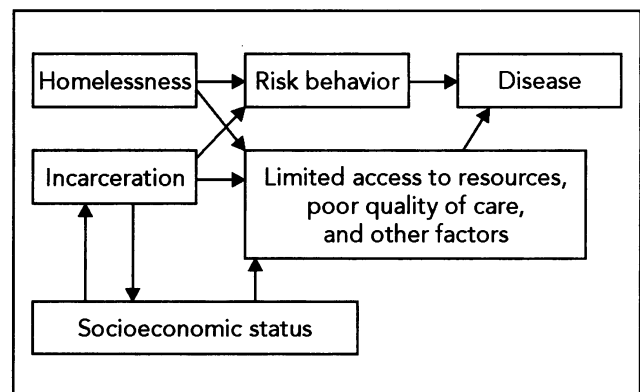 Homelessness
Risk behavior
Disease
Incarceration
Limited access to resources,
poor quality of care,
and other factors
Socioeconomic status